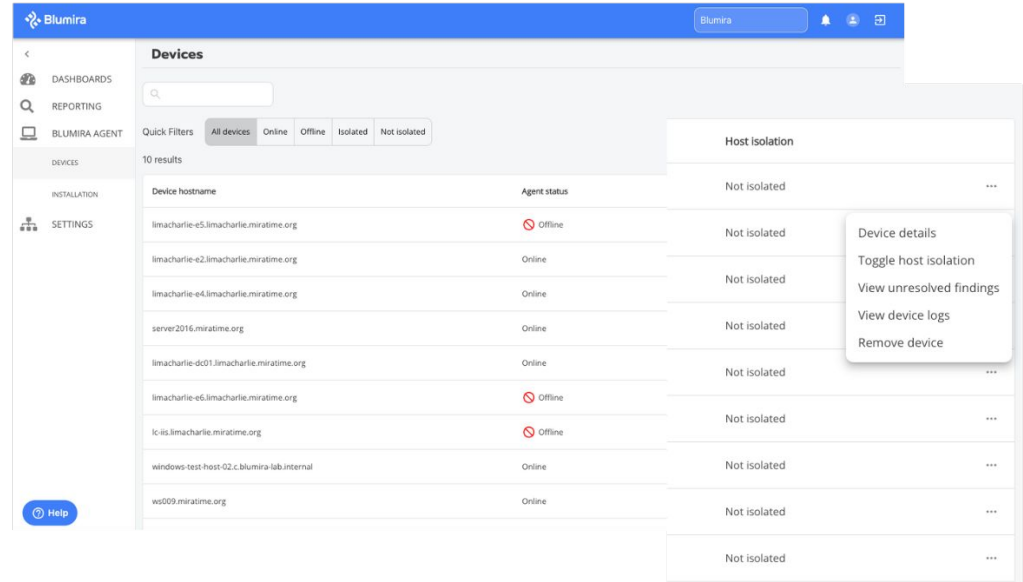 Blumira
Blumira
DASHBOARDS
REPORTING
BLUMIRA AGENT
DEVICES
INSTALLATION
SETTINGS
Help
Devices
Quick Filters All devices Online Offline Isolated Not isolated
10 results
Device hostname Agent status
limacharlie-e5.limacharlie.miratime.org Offline
limacharlie-e2.limacharlie.miratime.org Online
limacharlie-e4.limacharlie.miratime.org Online
server2016.miratime.org Online
limacharlie-dc01.limacharlie.miratime.org Online
limacharlie-e6.limacharlie.miratime.org Offline
lc-iis.limacharlie.miratime.org Offline
windows-test-host-02.c.blumira-lab.internal Online
ws009.miratime.org Online
Host isolation
Not isolated
Not isolated
Not isolated
Not isolated
Not isolated
Not isolated
Not isolated
Not isolated
Not isolated
Device details
Toggle host isolation
View unresolved findings
View device logs
Remove device